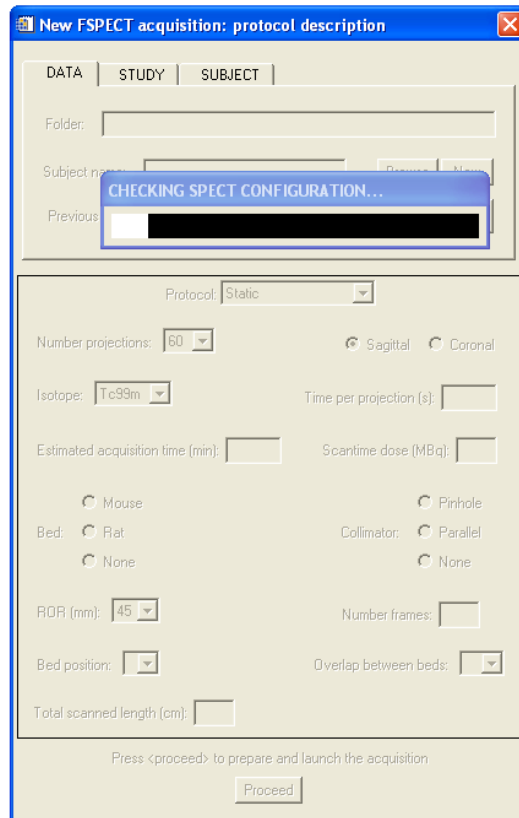 New FSPECT acquisition: protocol description
DATA STUDY SUBJECT
Folder:
Subject name: Browse New
CHECKING SPECT CONFIGURATION...
Previous
Protocol: Static
Number projections: 60 Sagittal Coronal
Isotope: Tc99m Time per projection (s):
Estimated acquisition time (min): Scantime dose (MBq):
Mouse Pinhole
Bed: Rat Collimator: Parallel
None None
ROR (mm): 45 Number frames:
Bed position: Overlap between beds:
Total scanned length (cm):
Press <proceed> to prepare and launch the acquisition
Proceed